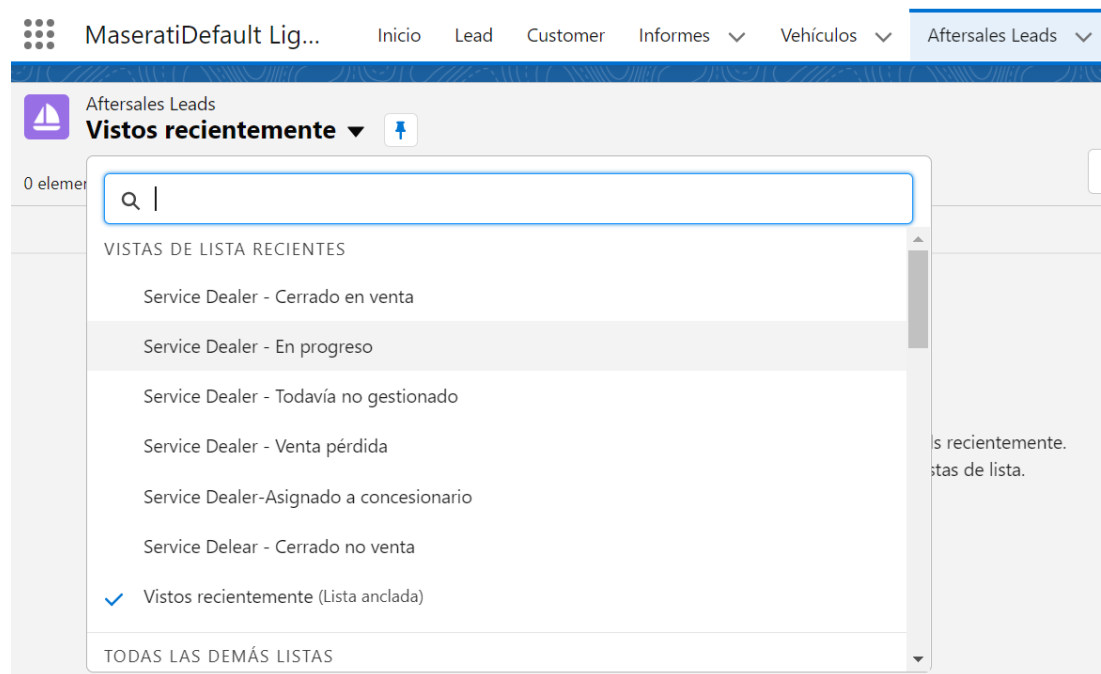 MaseratiDefault Lig... Inicio Lead Customer Informes Vehículos Aftersales Leads
Aftersales Leads
Vistos recientemente
0 elemen
VISTAS DE LISTA RECIENTES
Service Dealer - Cerrado en venta
Service Dealer - En progreso
Service Dealer - Todavía no gestionado
Service Dealer - Venta pérdida
s recientemente.
stas de lista.
Service Dealer-Asignado a concesionario
Service Delear - Cerrado no venta
Vistos recientemente (Lista anclada)
TODAS LAS DEMÁS LISTAS